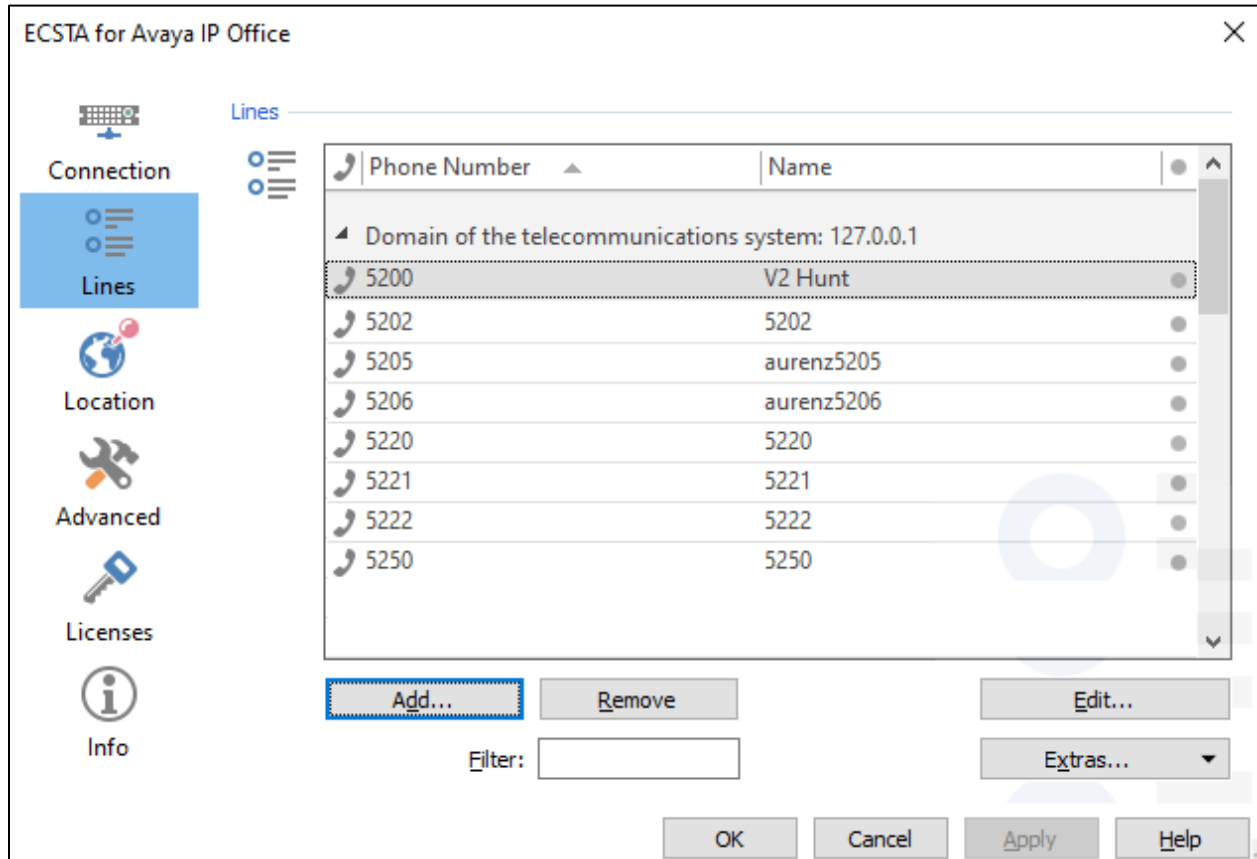 ECSTA for Avaya IP Office
Connection
Lines
Location
Advanced
Licenses
Info
Lines
Phone Number Name
Domain of the telecommunications system: 127.0.0.1
5200 V2 Hunt
5202 5202
5205 aurenz5205
5206 aurenz5206
5220 5220
5221 5221
5222 5222
5250 5250
Add... Remove Edit...
Filter: Extras...
OK Cancel Apply Help